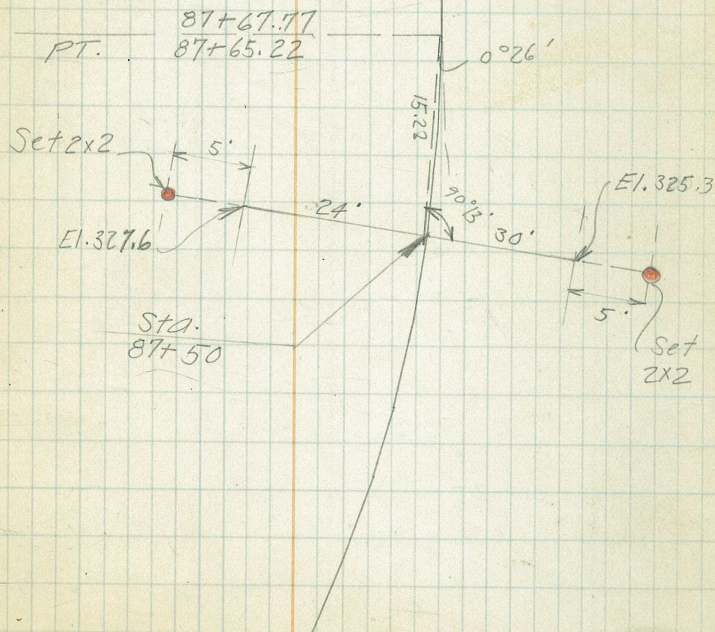 87+67.77
PT. 87+65.22
0°26'
15.22
Set 2x2
5'
El. 325.3
90°13'
24'
30'
El. 327.6
5'
Sta.
87+50
Set
2x2